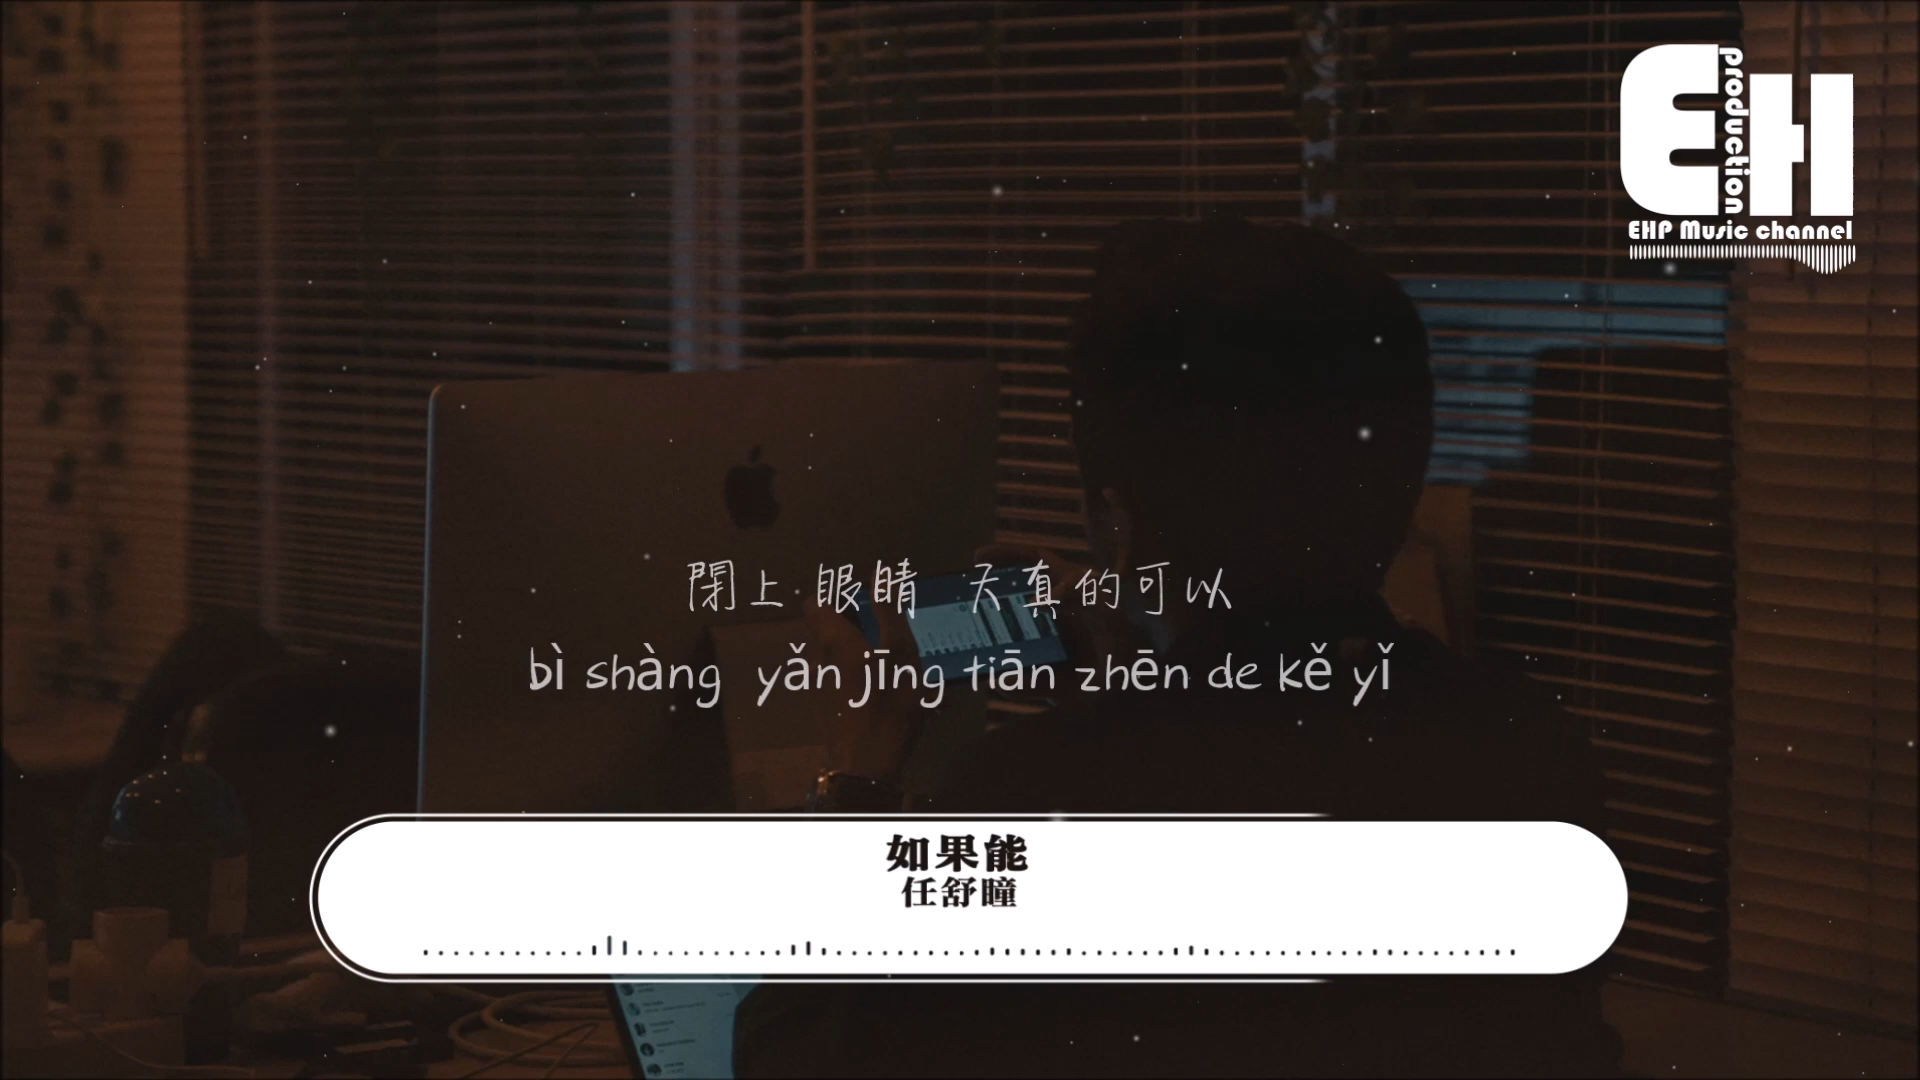 EH
production
EHP Music channel
閉上眼睛 天真的可以
bì shàng yǎn jīng tiān zhēn de kě yǐ
如果能
任舒瞳